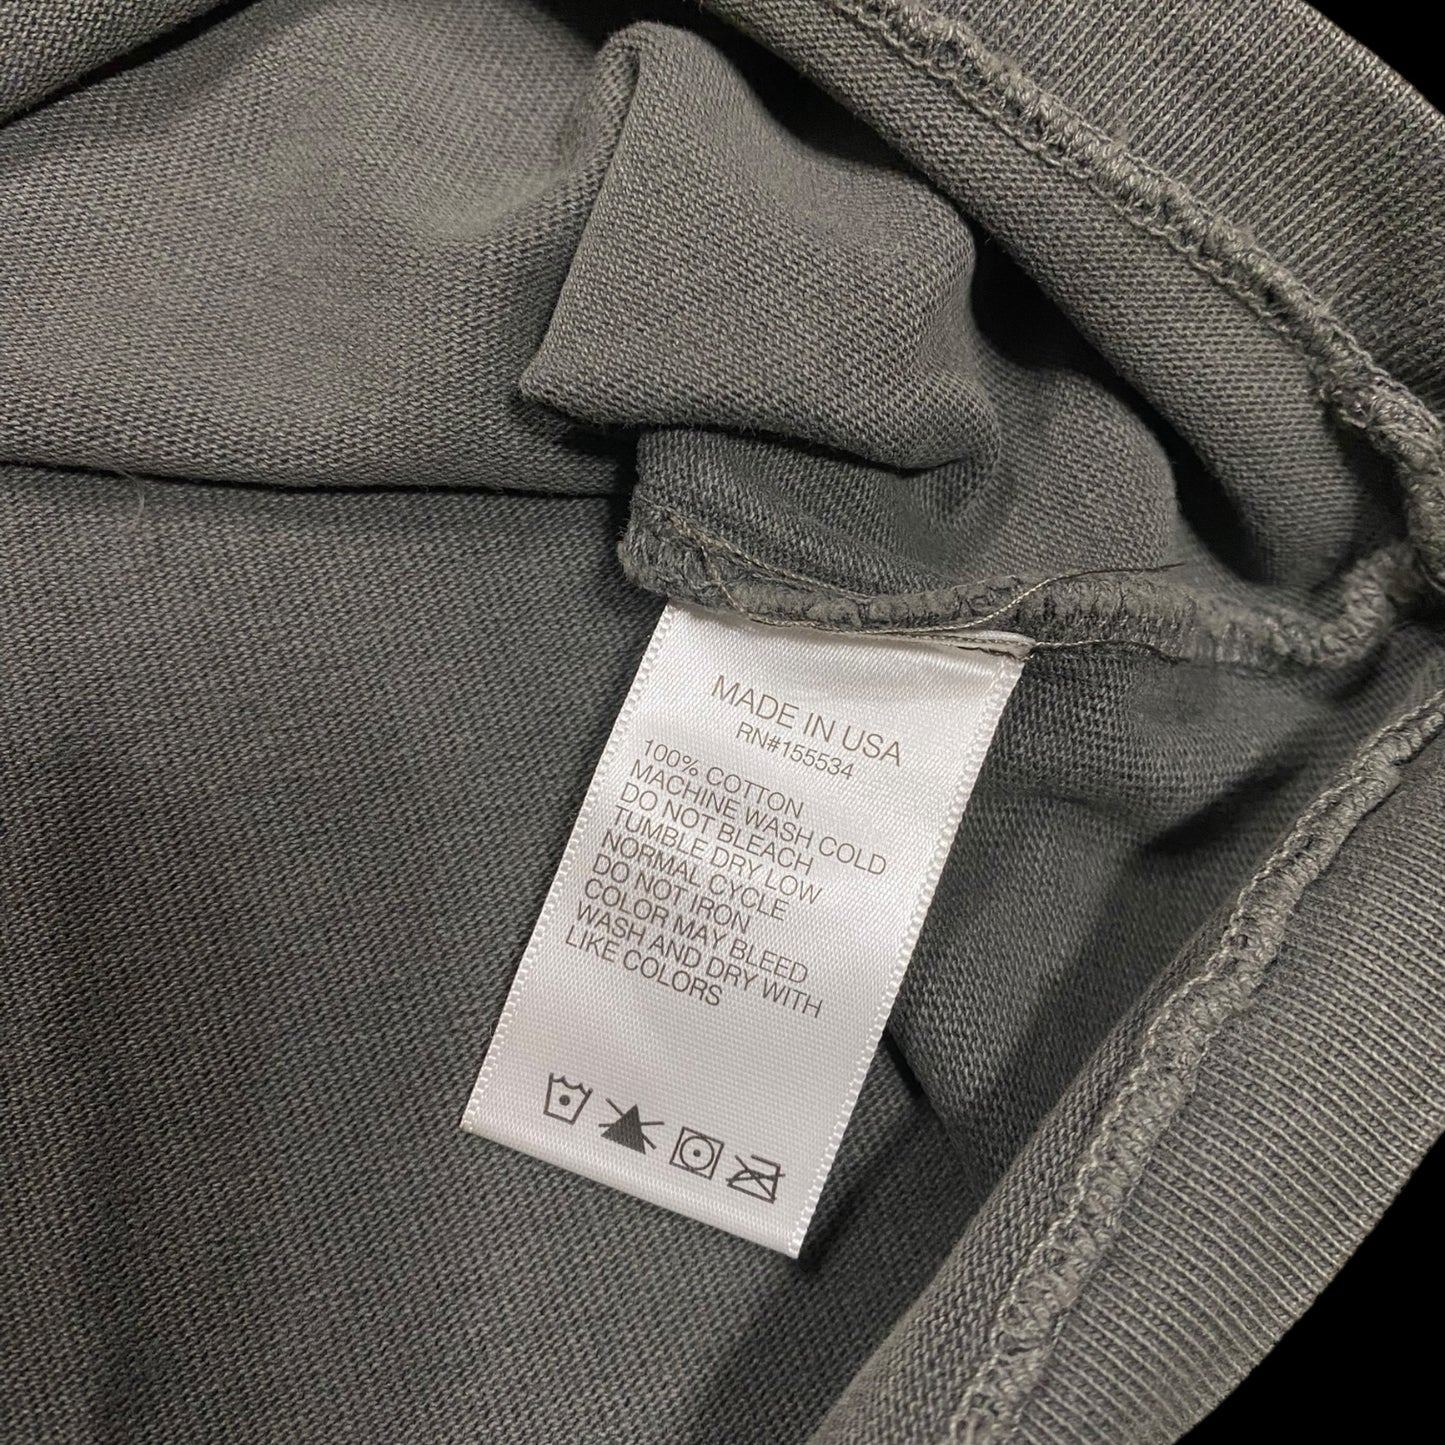 MADE IN USA
RN#155534
100% COTTON
MACHINE WASH COLD
DO NOT BLEACH
TUMBLE DRY LOW
NORMAL CYCLE
DO NOT IRON
COLOR MAY BLEED
WASH AND DRY WITH
LIKE COLORS